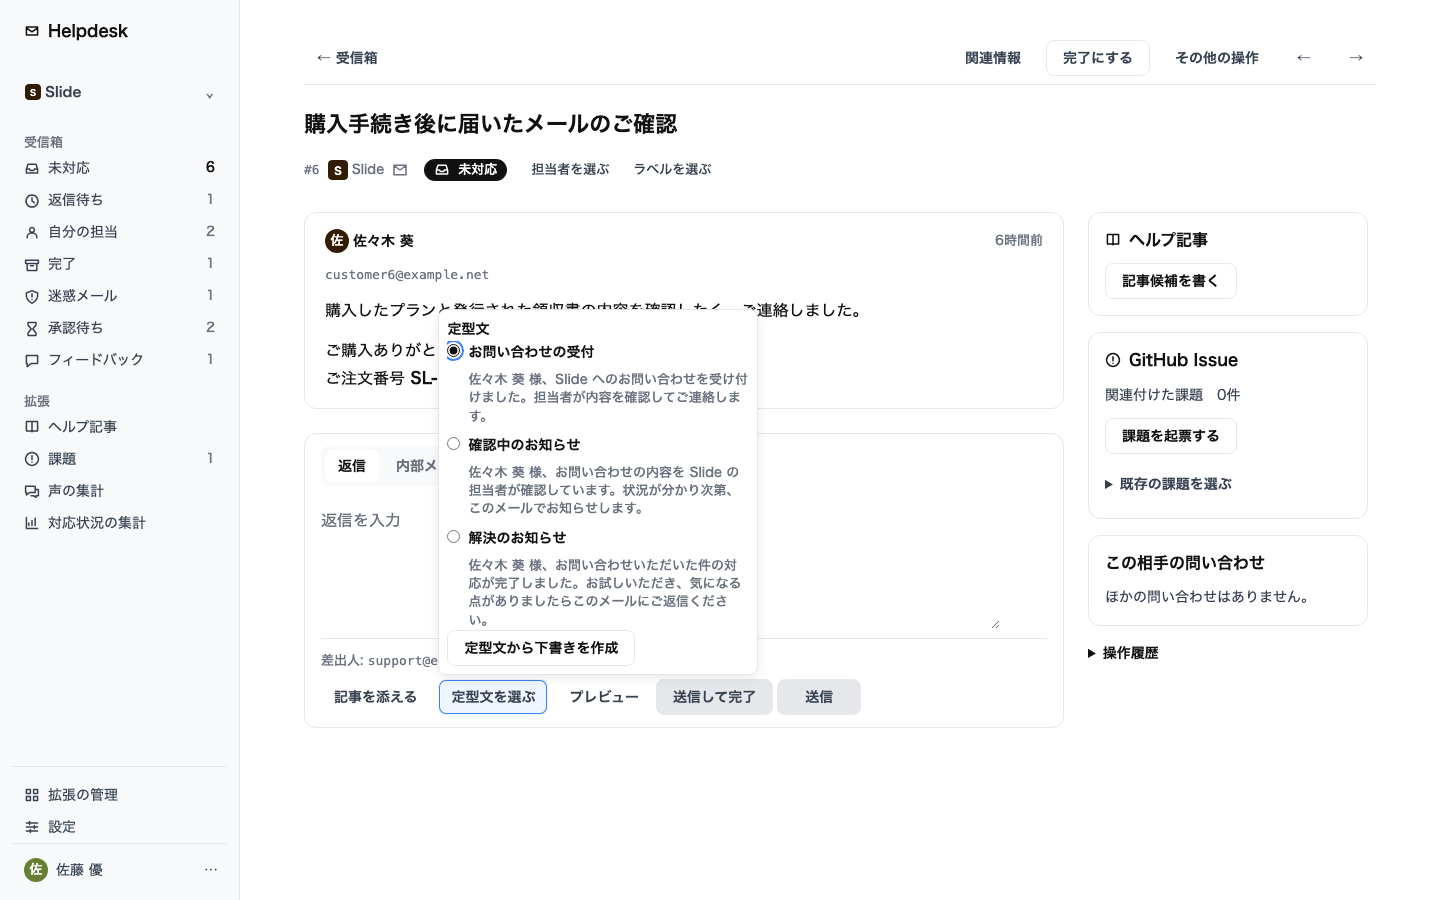 Helpdesk
S Slide
受信箱
未対応 6
返信待ち 1
自分の担当 2
完了 1
迷惑メール 1
承認待ち 2
フィードバック 1
拡張
ヘルプ記事
課題 1
声の集計
対応状況の集計
拡張の管理
設定
佐 佐藤 優 …
← 受信箱
関連情報 完了にする その他の操作 ← →
購入手続き後に届いたメールのご確認
#6 S Slide 未対応 担当者を選ぶ ラベルを選ぶ
佐 佐々木 葵 6時間前
customer6@example.net
購入したプランと発行された領収書の内容を確認したく、ご連絡しました。
ご購入ありがと
ご注文番号 SL-
返信 内部メ
返信を入力
差出人: support@e
記事を添える 定型文を選ぶ プレビュー 送信して完了 送信
定型文
お問い合わせの受付
佐々木 葵 様、Slide へのお問い合わせを受け付
けました。担当者が内容を確認してご連絡しま
す。
確認中のお知らせ
佐々木 葵 様、お問い合わせの内容を Slide の
担当者が確認しています。状況が分かり次第、
このメールでお知らせします。
解決のお知らせ
佐々木 葵 様、お問い合わせいただいた件の対
応が完了しました。お試しいただき、気になる
点がありましたらこのメールにご返信くださ
い。
定型文から下書きを作成
ヘルプ記事
記事候補を書く
GitHub Issue
関連付けた課題 0件
課題を起票する
既存の課題を選ぶ
この相手の問い合わせ
ほかの問い合わせはありません。
操作履歴